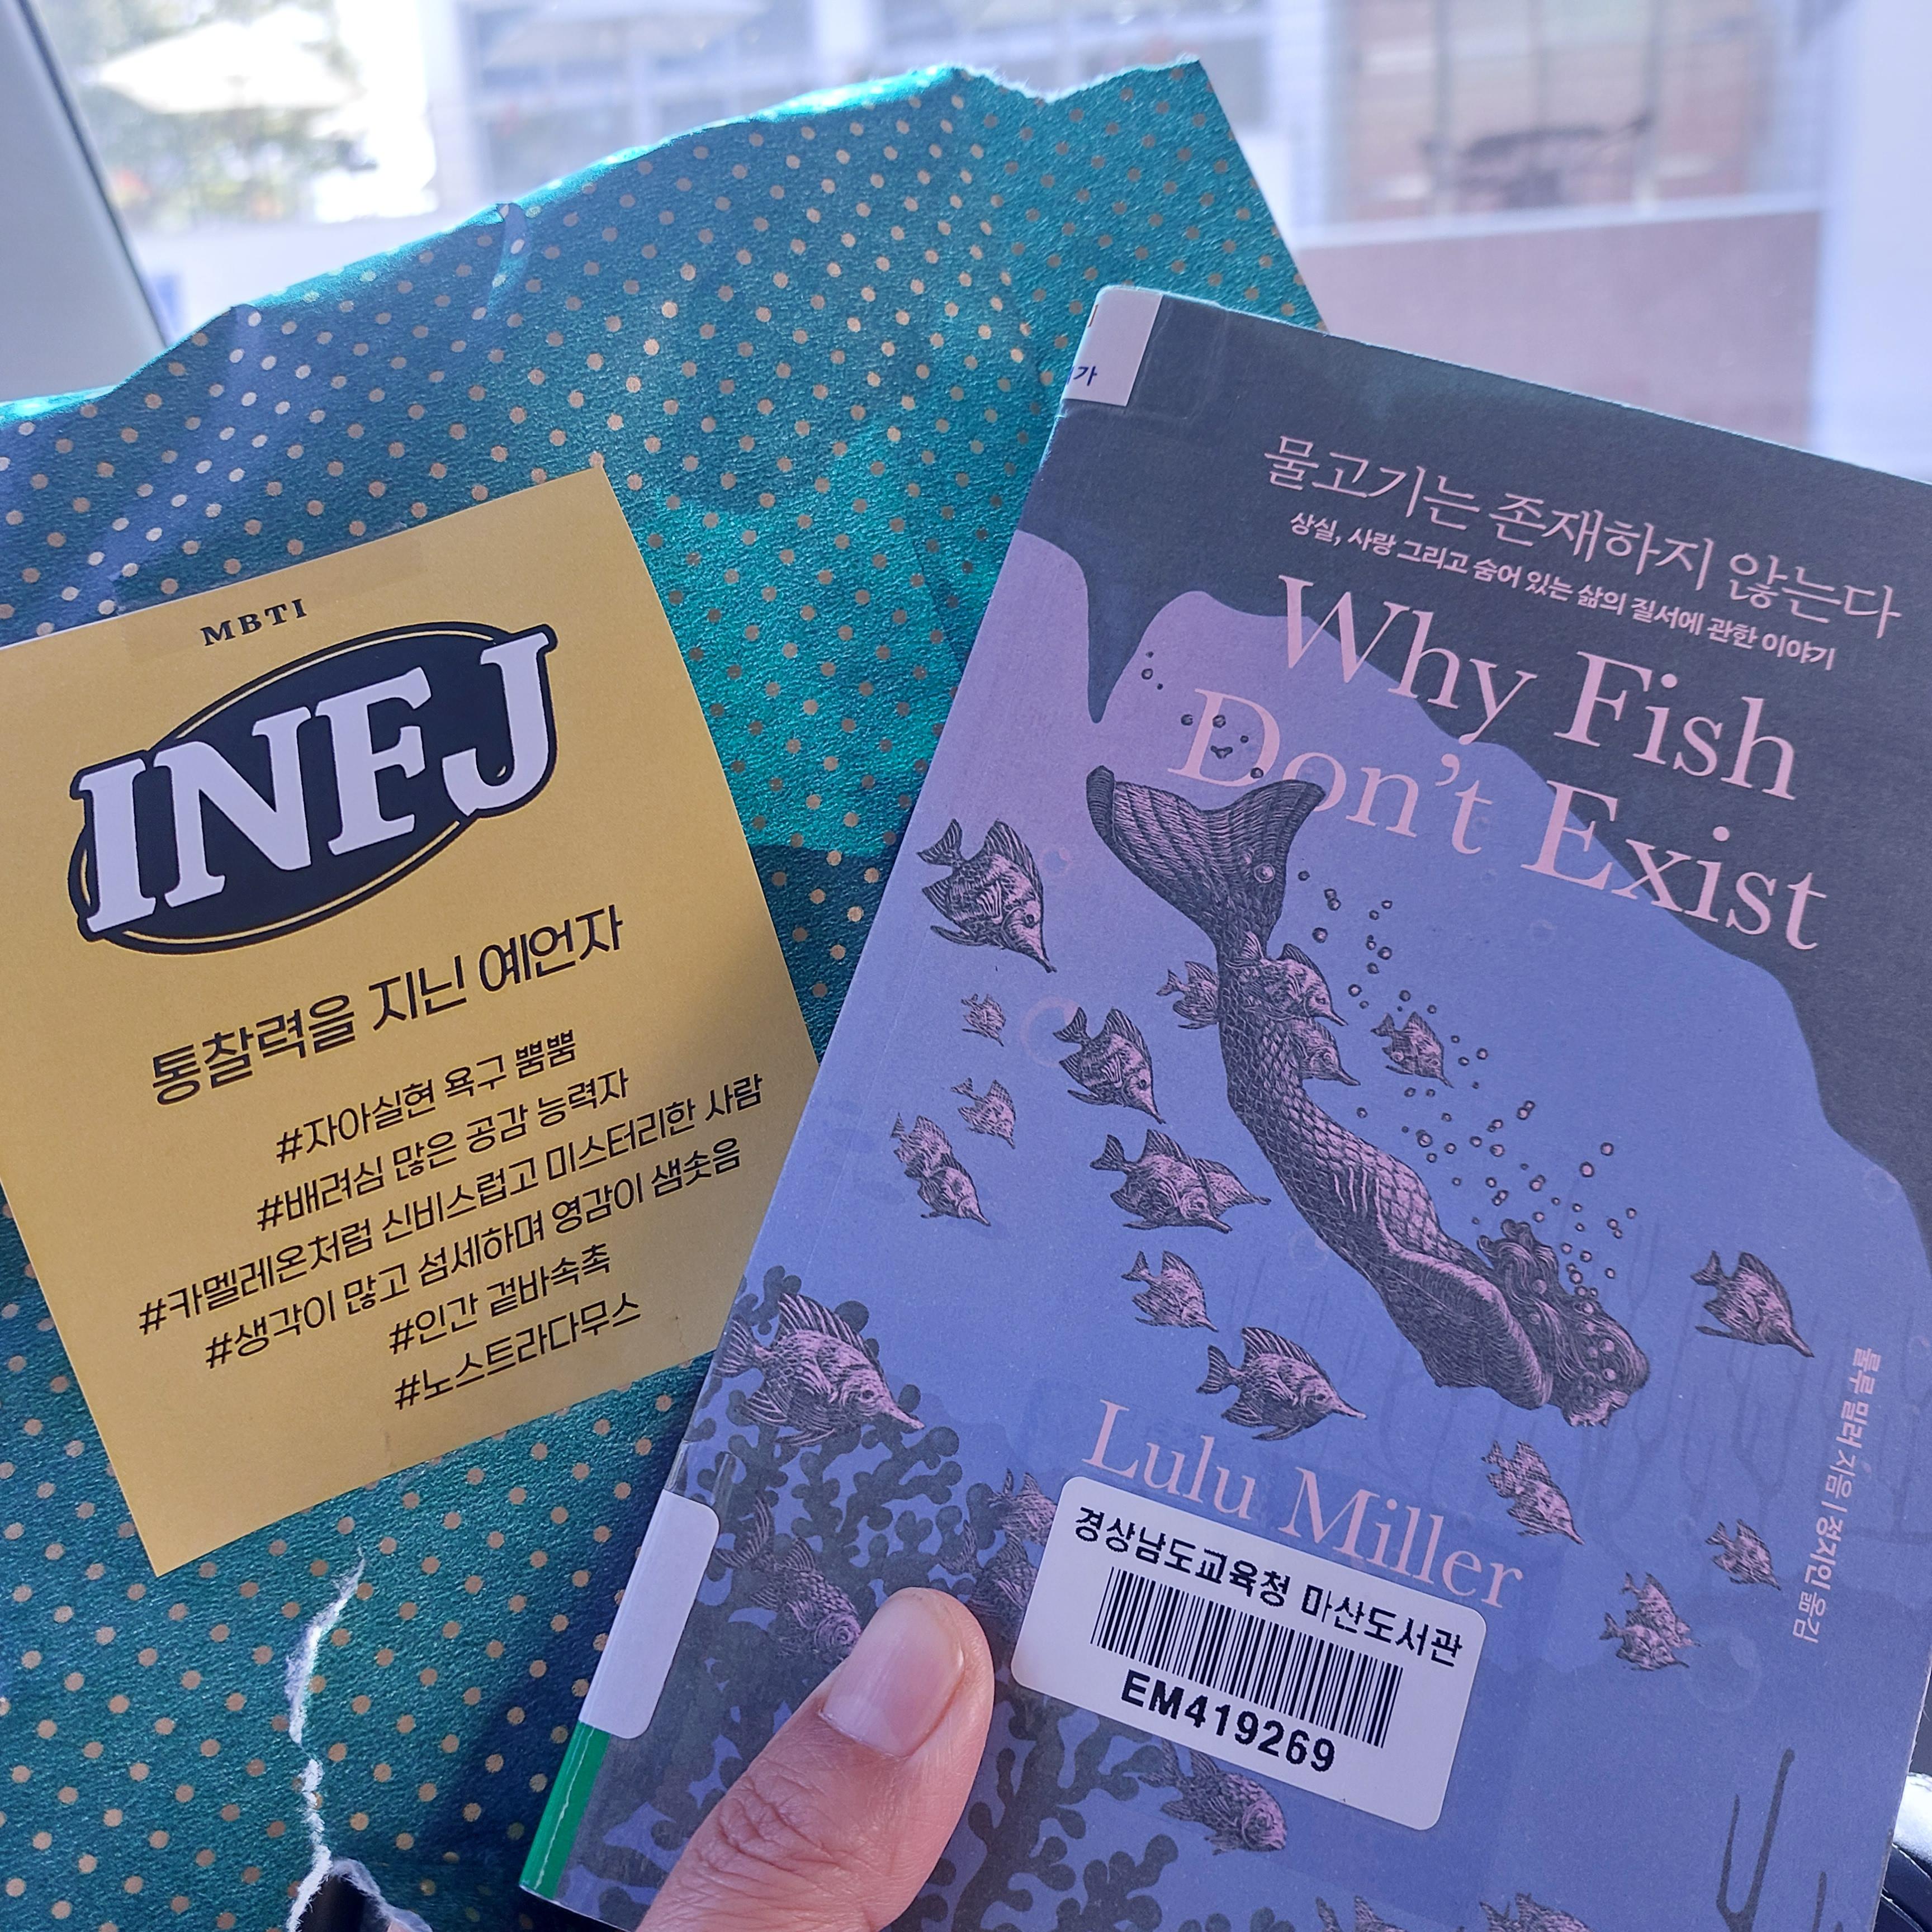 MBTI
INFJ
통찰력을 지닌 예언자
#자아실현 욕구 뿜뿜
#배려심 많은 공감 능력자
#카멜레온처럼 신비스럽고 미스터리한 사람
#생각이 많고 섬세하며 영감이 샘솟음
#인간 겉바속촉
#노스트라다무스
가
물고기는 존재하지 않는다
상실, 사랑 그리고 숨어 있는 삶의 질서에 관한 이야기
Why Fish
Don't Exist
룰루 밀러 지음 | 정지인 옮김
Lulu Miller
경상남도교육청 마산도서관
EM419269